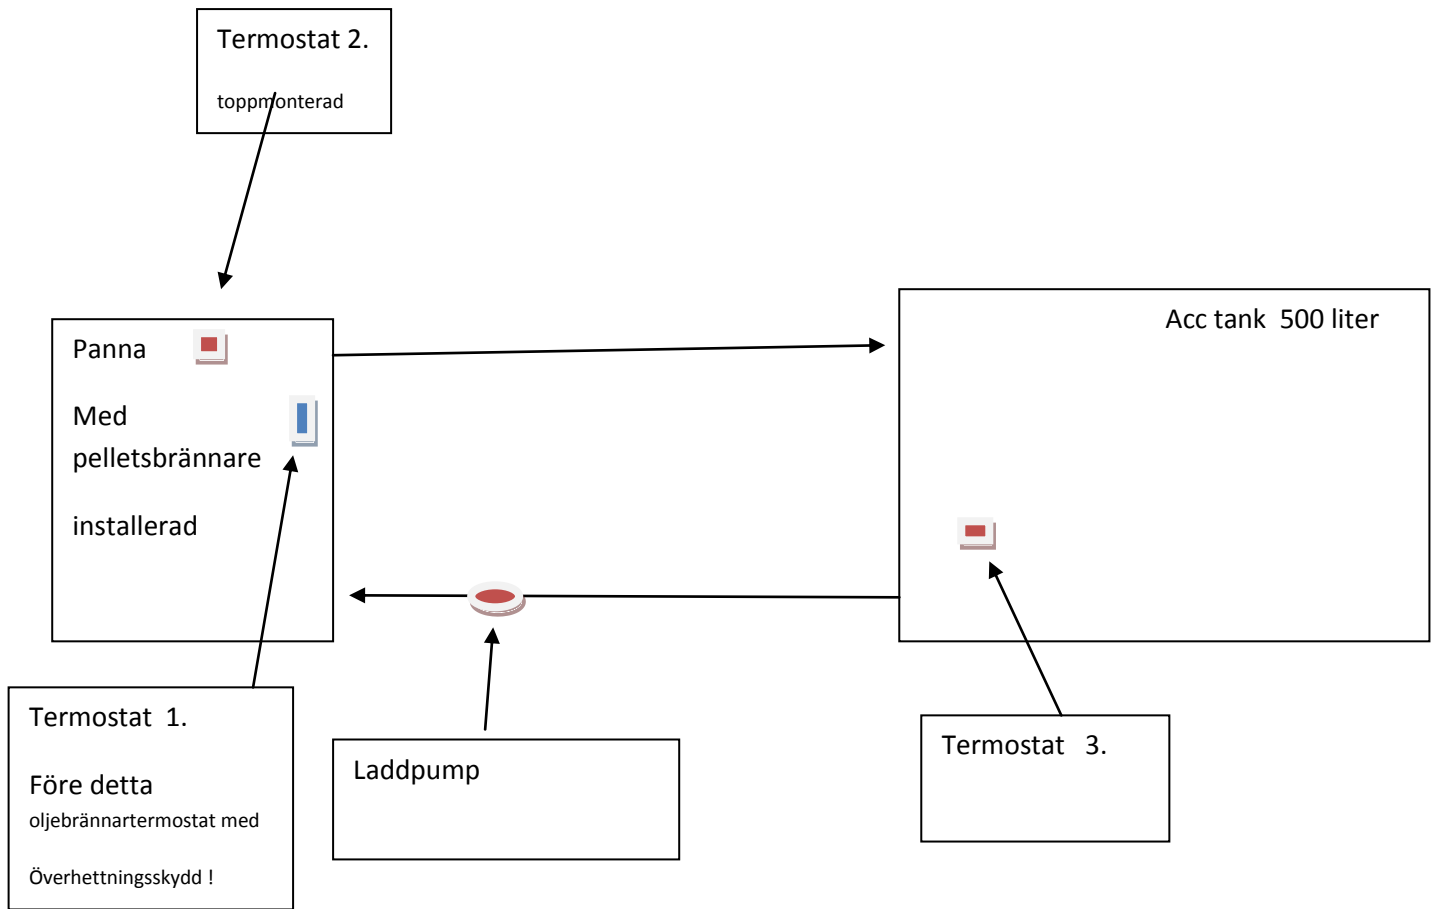 Termostat 2.
toppmonterad
Acc tank 500 liter
Panna
Med
pelletsbrännare
installerad
Termostat 1.
Före detta
oljebrännartermostat med
Överhettningsskydd !
Laddpump
Termostat 3.